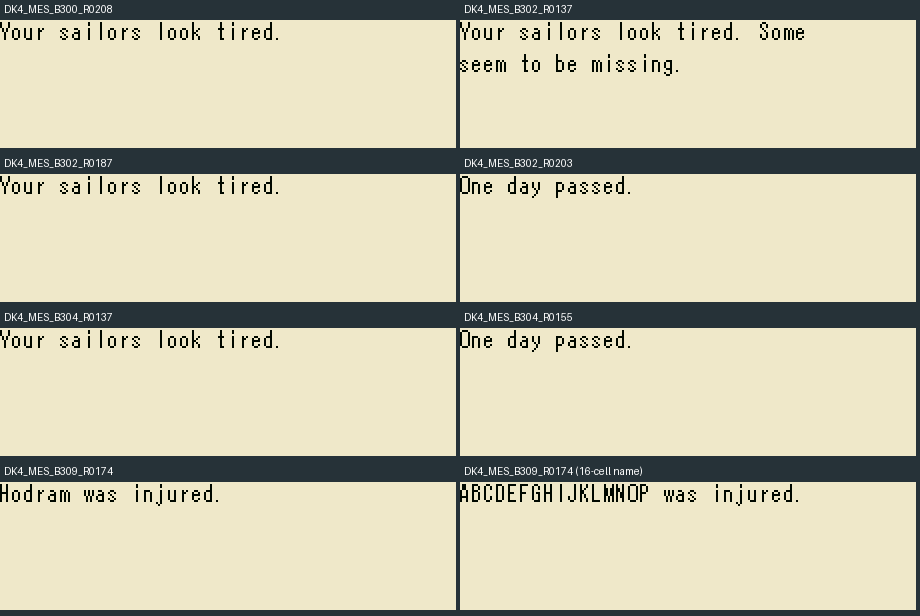 DK4_MES_B300_R0208
Your sailors look tired.
DK4_MES_B302_R0137
Your sailors look tired. Some
seem to be missing.
DK4_MES_B302_R0187
Your sailors look tired.
DK4_MES_B302_R0203
One day passed.
DK4_MES_B304_R0137
Your sailors look tired.
DK4_MES_B304_R0155
One day passed.
DK4_MES_B309_R0174
Hodram was injured.
DK4_MES_B309_R0174 (16-cell name)
ABCDEFGHIJKLMNOP was injured.